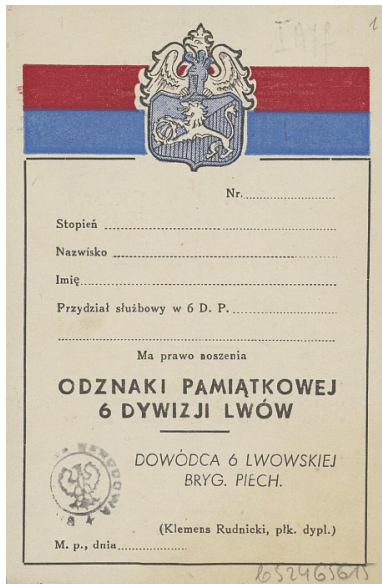 1
Nr.
Stopień
Nazwisko
Imię
Przydział służbowy w 6 D. P.
Ma prawo noszenia
ODZNAKI PAMIĄTKOWEJ
6 DYWIZJI LWÓW
DOWÓDCA 6 LWOWSKIEJ
BRYG. PIECH.
NARODOWA
(Klemens Rudnicki, płk. dypl.)
M. p., dnia